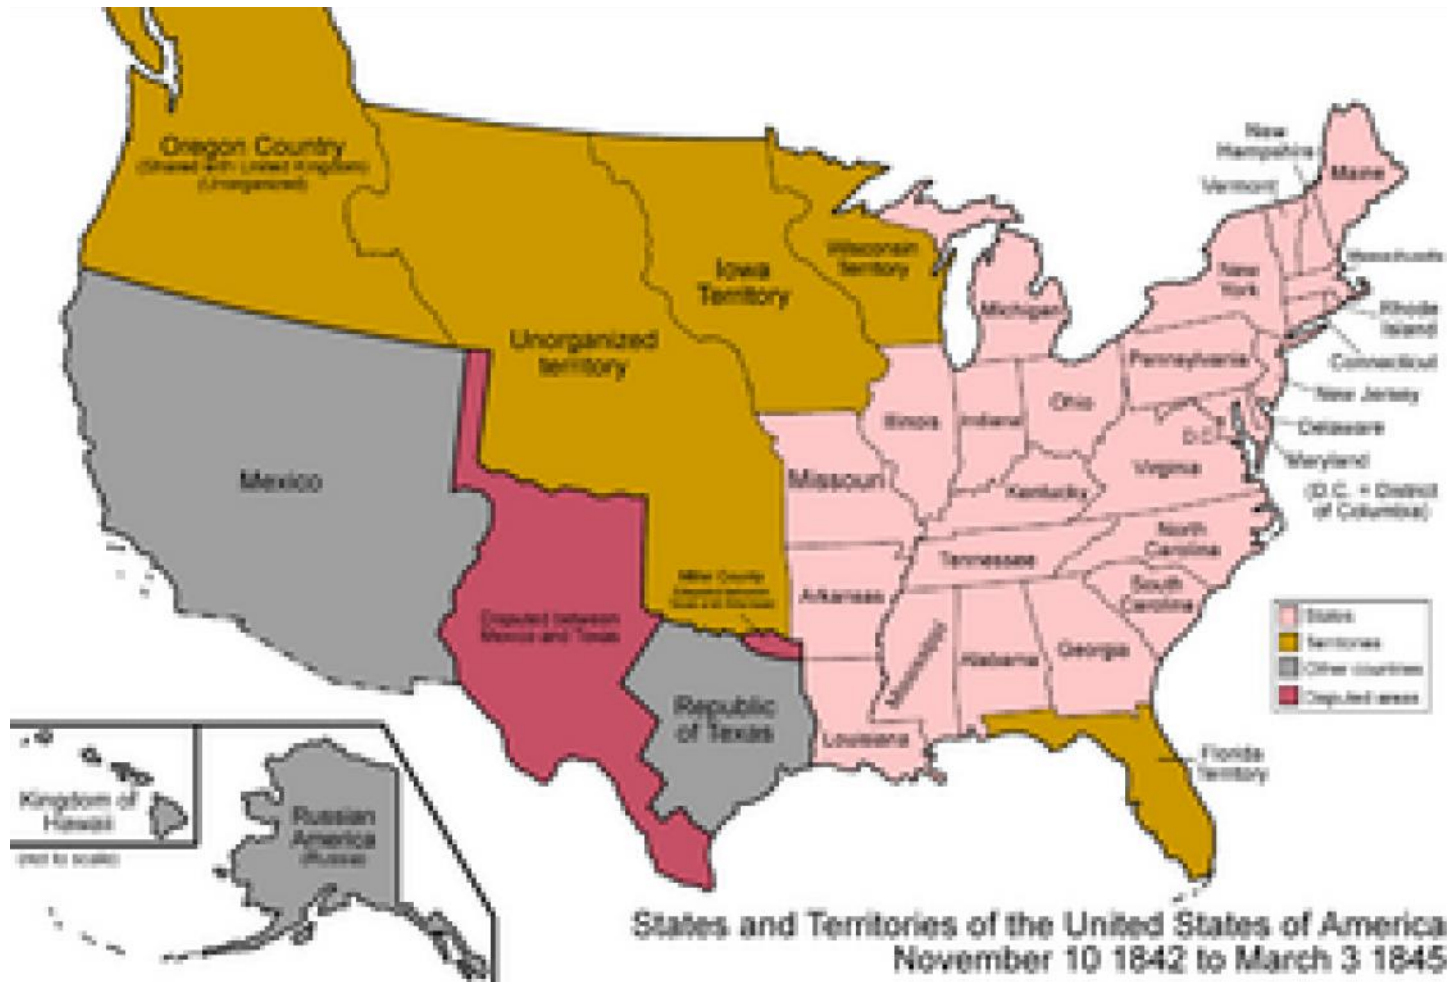 New
Hampshire
Vermont
Maine
Oregon Country
(Shared with United Kingdom)
(Unorganized)
Massachusetts
Wisconsin
Territory
Iowa
Territory
New
York
Michigan
Rhode
Island
Unorganized
territory
Pennsylvania
Connecticut
New Jersey
Ohio
Illinois
Indiana
Delaware
D.C.
Maryland
Virginia
Mexico
Missouri
Kentucky
(D.C. = District
of Columbia)
North
Carolina
Tennessee
Miller County
Arkansas
South
Carolina
Disputed between
Mexico and Texas
States
Territories
Other countries
Disputed areas
Mississippi
Alabama
Georgia
Republic
of Texas
Louisiana
Florida
Territory
Kingdom of
Hawaii
(not to scale)
Russian
America
(Russia)
States and Territories of the United States of America
November 10 1842 to March 3 1845